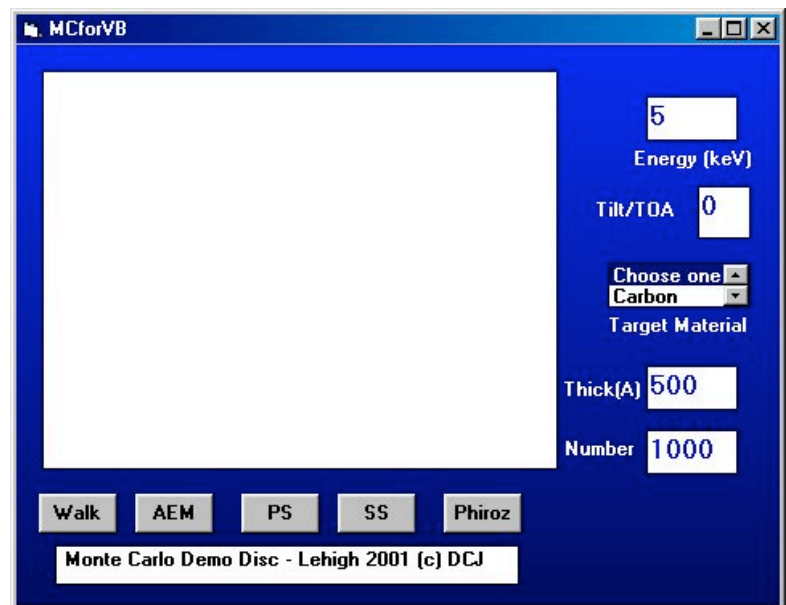 MCforVB
5
Energy (keV)
Tilt/TOA 0
Choose one
Carbon
Target Material
Thick(A) 500
Number 1000
Walk AEM PS SS Phiroz
Monte Carlo Demo Disc - Lehigh 2001 (c) DCJ